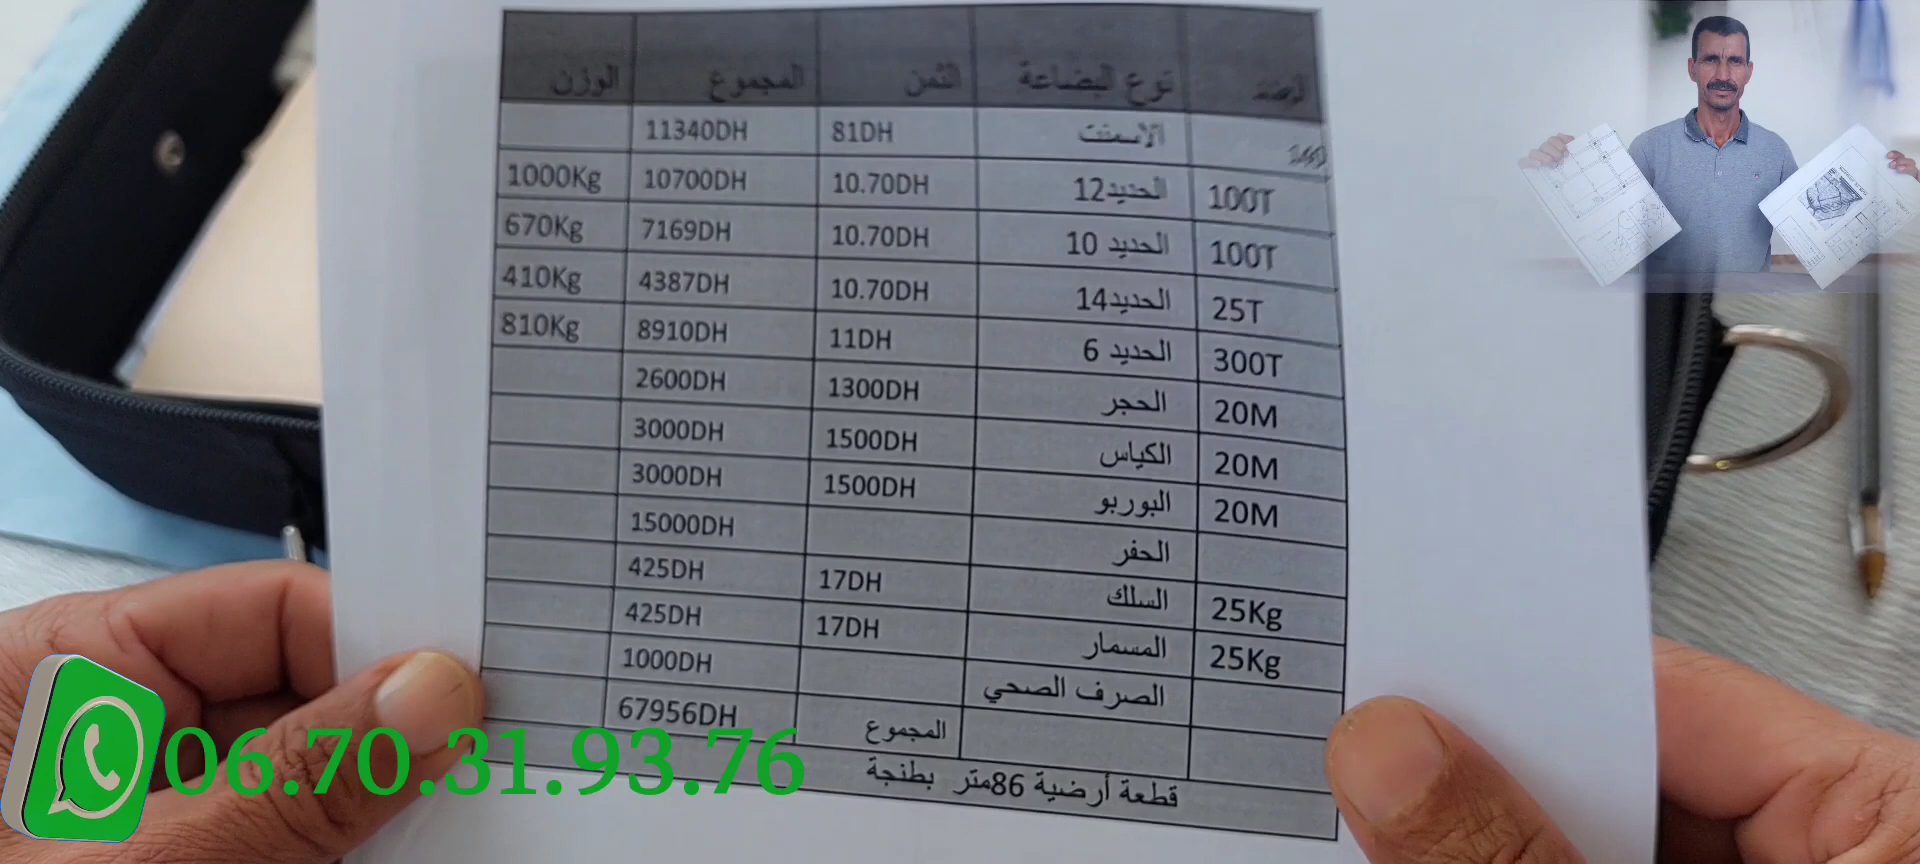 العدد نوع البضاعة الثمن المجموع الوزن
140 الاسمنت 81DH 11340DH
100T الحديد12 10.70DH 10700DH 1000Kg
100T الحديد 10 10.70DH 7169DH 670Kg
25T الحديد14 10.70DH 4387DH 410Kg
300T الحديد 6 11DH 8910DH 810Kg
20M الحجر 1300DH 2600DH
20M الكياس 1500DH 3000DH
20M البوربو 1500DH 3000DH
الحفر 15000DH
25Kg السلك 17DH 425DH
25Kg المسمار 17DH 425DH
الصرف الصحي 1000DH
المجموع 67956DH
قطعة أرضية 86متر بطنجة
06.70.31.93.76